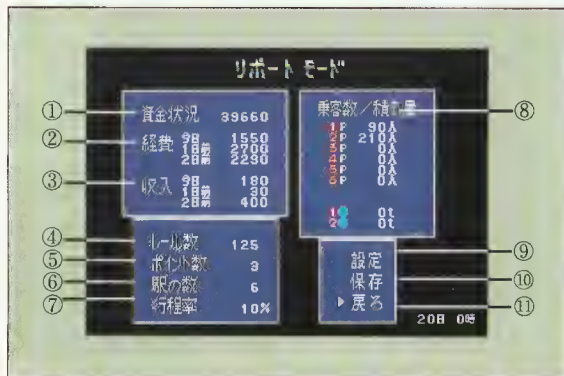 リポート モード
① 資金状況 39660
② 経費 今日 1550
1日前 2700
2日前 2290
③ 収入 今日 180
1日前 30
2日前 400
④ レール数 125
⑤ ポイント数 3
⑥ 駅の数 6
⑦ 行程率 10%
乗客数/積載量 ⑧
1P 90人
2P 210人
3P 0人
4P 0人
5P 0人
6P 0人
1 0t
2 0t
設定 ⑨
保存 ⑩
▶戻る ⑪
20日 0時